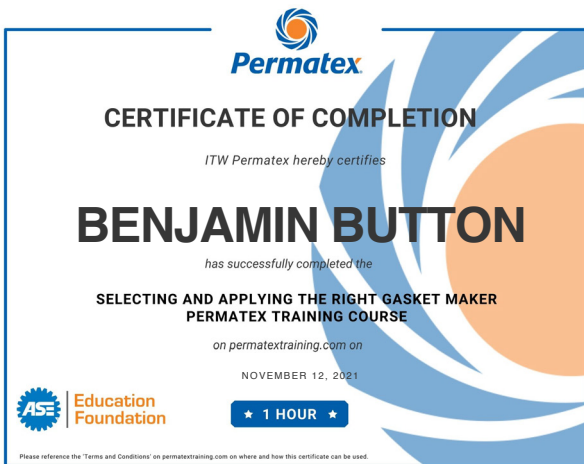 Permatex®
CERTIFICATE OF COMPLETION
ITW Permatex hereby certifies
BENJAMIN BUTTON
has successfully completed the
SELECTING AND APPLYING THE RIGHT GASKET MAKER
PERMATEX TRAINING COURSE
on permatextraining.com on
NOVEMBER 12, 2021
ASE Education
Foundation
★ 1 HOUR ★
Please reference the 'Terms and Conditions' on permatextraining.com on where and how this certificate can be used.